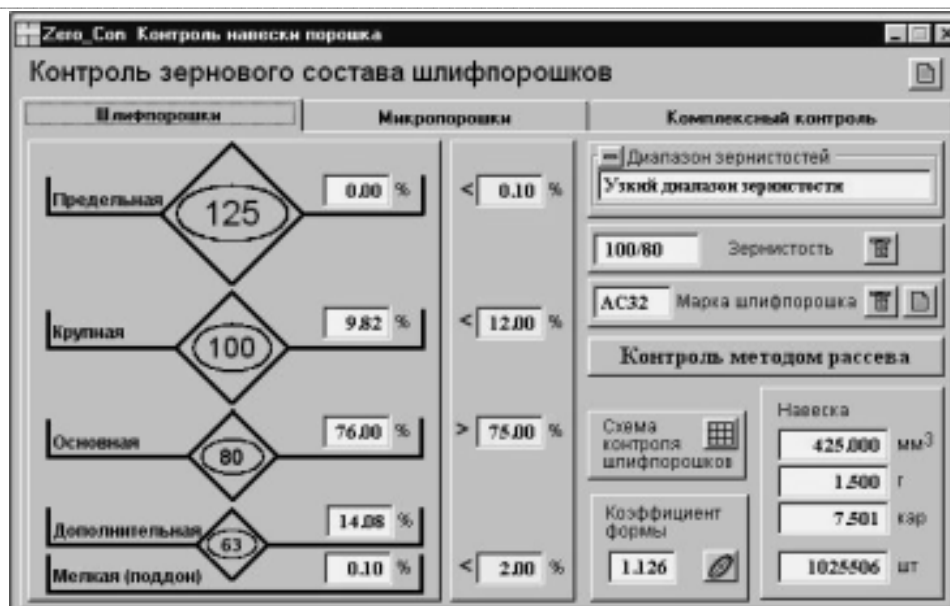 Zero_Con Контроль навески порошка
Контроль зернового состава шлифпорошков
Шлифпорошки Микропорошки Комплексный контроль
Предельная 125 0.00 % < 0.10 %
Диапазон зернистостей
Узкий диапазон зернистости
100/80 Зернистость
AC32 Марка шлифпорошка
Крупная 100 9.82 % < 12.00 %
Контроль методом рассева
Основная 80 76.00 % > 75.00 %
Схема контроля шлифпорошков
Навеска
425.000 мм3
1.500 г
7.501 кар
1025506 шт
Дополнительная 63 14.08 %
Мелкая (поддон) 0.10 % < 2.00 %
Коэффициент формы
1.126